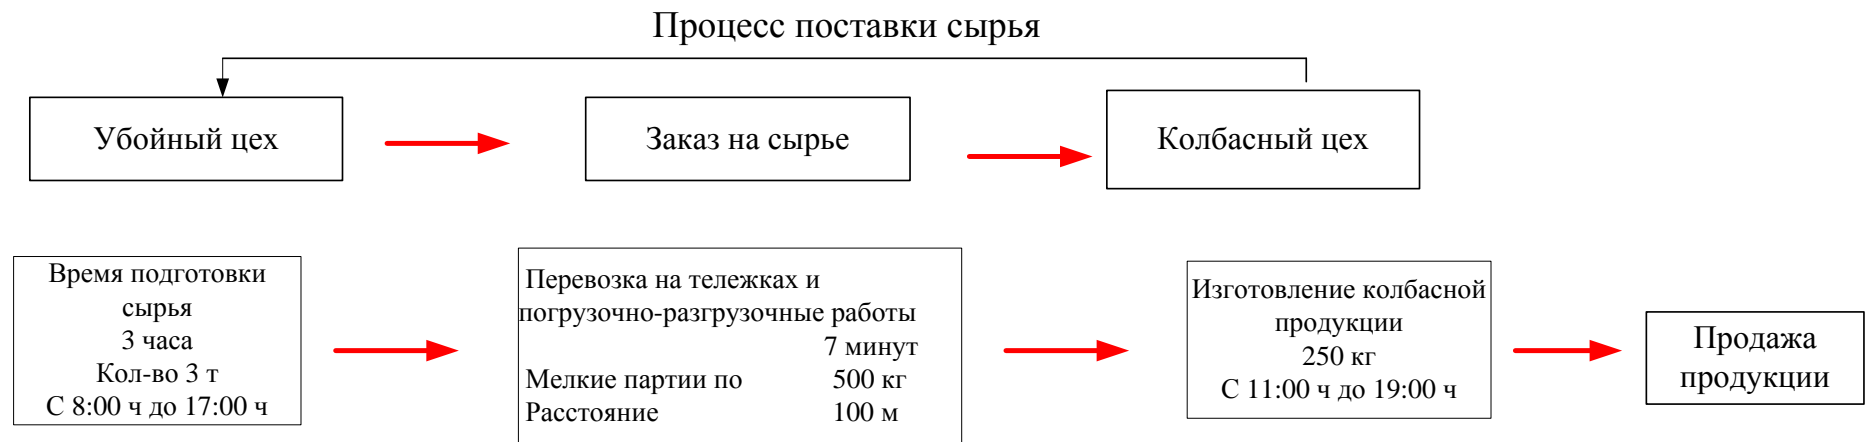 Процесс поставки сырья
Убойный цех
Заказ на сырье
Колбасный цех
Время подготовки
сырья
3 часа
Кол-во 3 т
С 8:00 ч до 17:00 ч
Перевозка на тележках и
погрузочно-разгрузочные работы
7 минут
Мелкие партии по 500 кг
Расстояние 100 м
Изготовление колбасной
продукции
250 кг
С 11:00 ч до 19:00 ч
Продажа
продукции